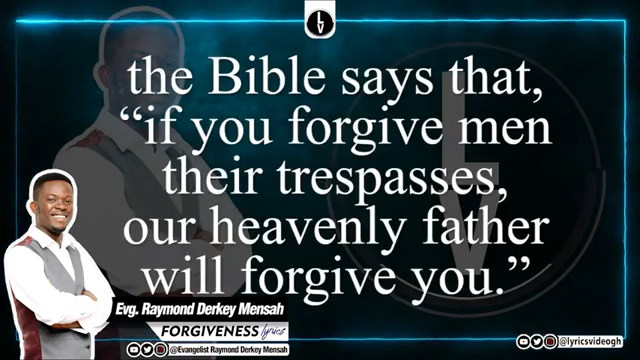 LV
the Bible says that,
“if you forgive men
their trespasses,
our heavenly father
will forgive you.”
Evg. Raymond Derkey Mensah
FORGIVENESS lyrics
@Evangelist Raymond Derkey Mensah
@lyricsvideogh